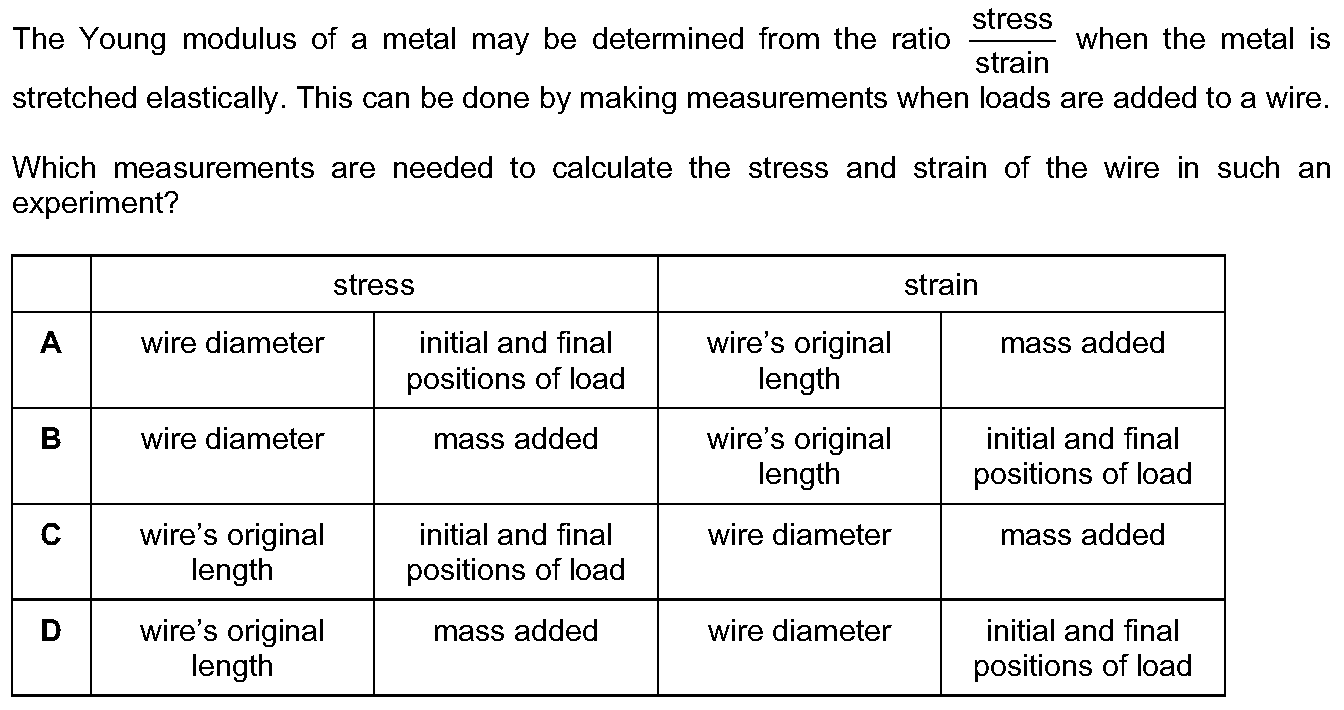 The Young modulus of a metal may be determined from the ratio stress/strain when the metal is
stretched elastically. This can be done by making measurements when loads are added to a wire.
Which measurements are needed to calculate the stress and strain of the wire in such an
experiment?
stress strain
A wire diameter initial and final positions of load wire’s original length mass added
B wire diameter mass added wire’s original length initial and final positions of load
C wire’s original length initial and final positions of load wire diameter mass added
D wire’s original length mass added wire diameter initial and final positions of load